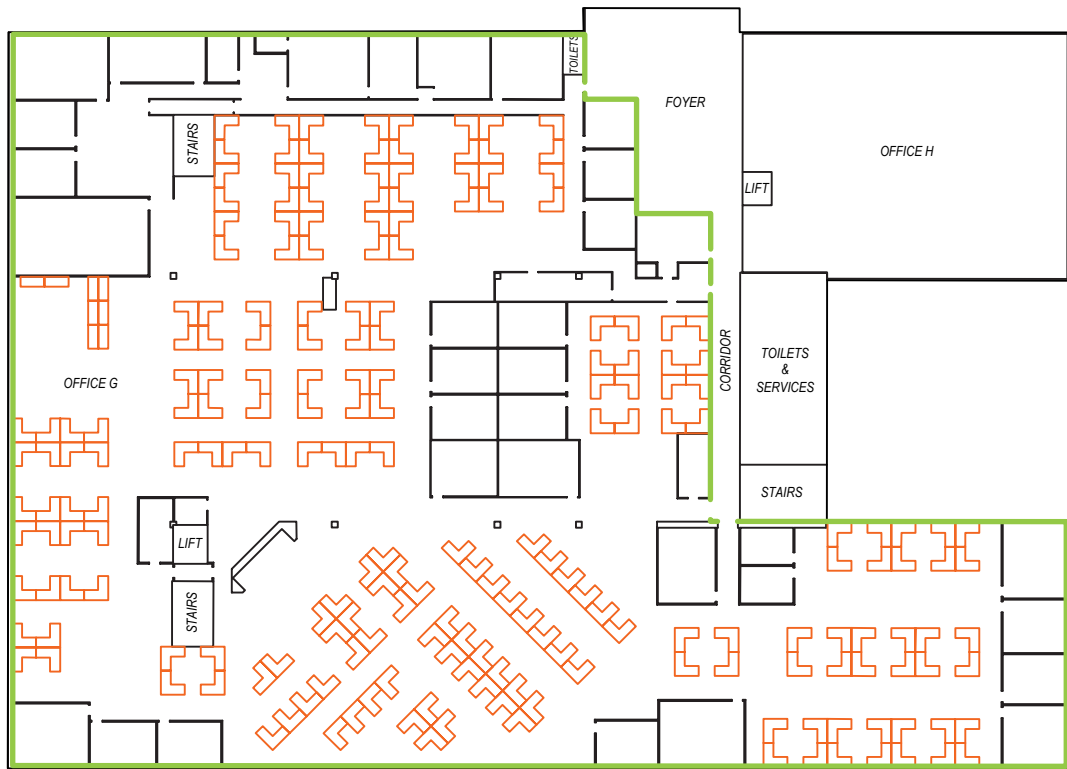 TOILETS
FOYER
STAIRS
OFFICE H
LIFT
CORRIDOR
TOILETS
&
SERVICES
OFFICE G
STAIRS
LIFT
STAIRS